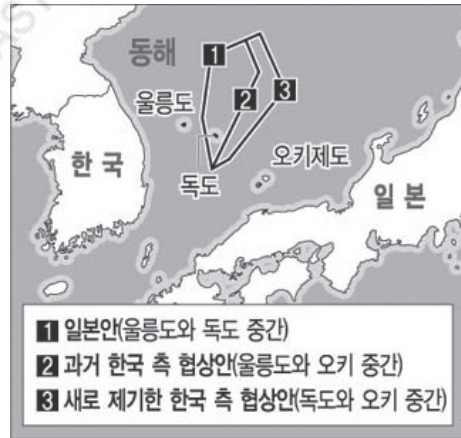 동해
1
2
3
울릉도
한국
독도
오키제도
일본
1 일본안(울릉도와 독도 중간)
2 과거 한국 측 협상안(울릉도와 오키 중간)
3 새로 제기한 한국 측 협상안(독도와 오키 중간)